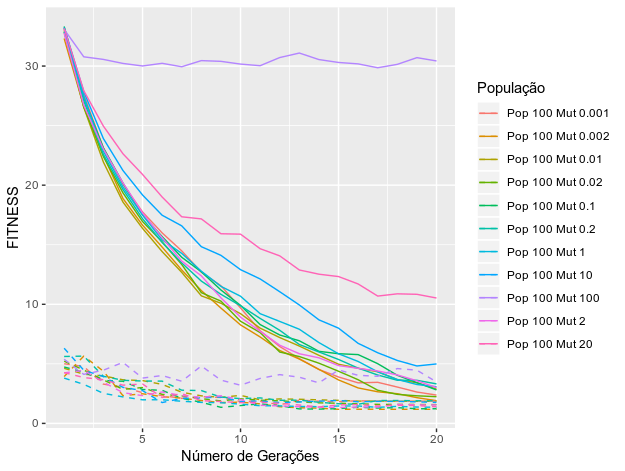 FITNESS
30
20
10
0
5
10
15
20
Número de Gerações
População
Pop 100 Mut 0.001
Pop 100 Mut 0.002
Pop 100 Mut 0.01
Pop 100 Mut 0.02
Pop 100 Mut 0.1
Pop 100 Mut 0.2
Pop 100 Mut 1
Pop 100 Mut 10
Pop 100 Mut 100
Pop 100 Mut 2
Pop 100 Mut 20